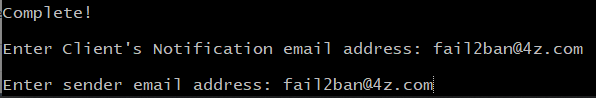 Complete!
Enter Client's Notification email address: fail2ban@4z.com
Enter sender email address: fail2ban@4z.com